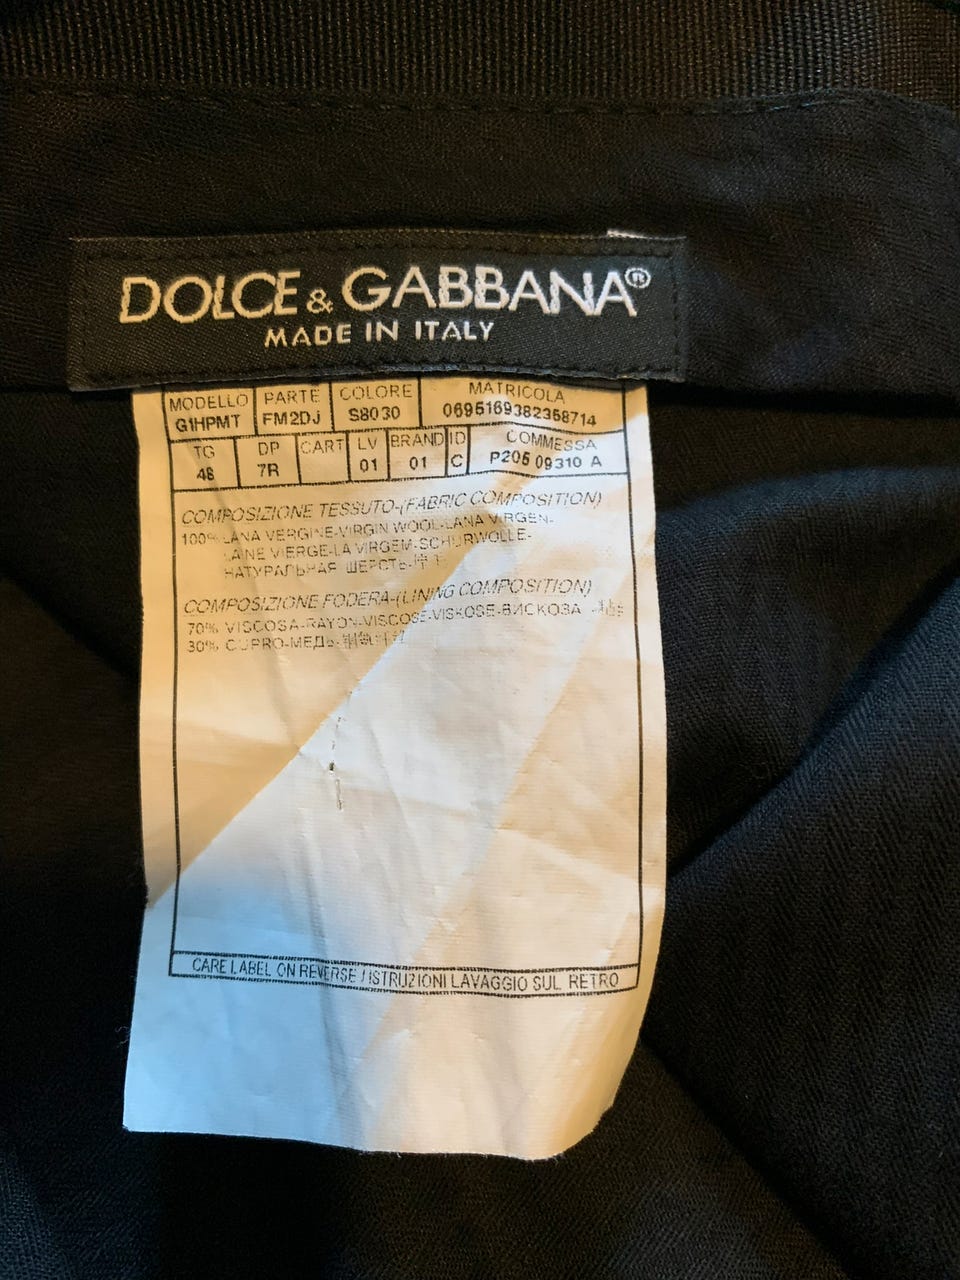 DOLCE & GABBANA®
MADE IN ITALY
MODELLO PARTE COLORE MATRICOLA
G1HPMT FM2DJ S8030 0695169382358714
TG DP CART LV BRAND ID COMMESSA
48 7R 01 01 C P205 09310 A
COMPOSIZIONE TESSUTO-(FABRIC COMPOSITION)
100% LANA VERGINE-VIRGIN WOOL-LANA VIRGEN-
LAINE VIERGE-LA VIRGEM-SCHURWOLLE-
НАТУРАЛЬНАЯ ШЕРСТЬ-
COMPOSIZIONE FODERA-(LINING COMPOSITION)
70% VISCOSA-RAYON-VISCOSE-VISKOSE-ВИСКОЗА
30% CUPRO-МЕДЬ-
CARE LABEL ON REVERSE / ISTRUZIONI LAVAGGIO SUL RETRO